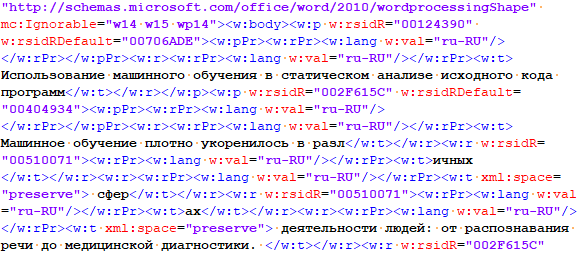 "http://schemas.microsoft.com/office/word/2010/wordprocessingShape"
mc:Ignorable="w14 w15 wp14"><w:body><w:p w:rsidR="00124390"
w:rsidRDefault="00706ADE"><w:pPr><w:rPr><w:lang w:val="ru-RU"/>
</w:rPr></w:pPr><w:r><w:rPr><w:lang w:val="ru-RU"/></w:rPr><w:t>
Использование машинного обучения в статическом анализе исходного кода
программ</w:t></w:r></w:p><w:p w:rsidR="002F615C" w:rsidRDefault=
"00404934"><w:pPr><w:rPr><w:lang w:val="ru-RU"/>
</w:rPr></w:pPr><w:r><w:rPr><w:lang w:val="ru-RU"/></w:rPr><w:t>
Машинное обучение плотно укоренилось в разл</w:t></w:r><w:r w:rsidR=
"00510071"><w:rPr><w:lang w:val="ru-RU"/></w:rPr><w:t>ичных
</w:t></w:r><w:r><w:rPr><w:lang w:val="ru-RU"/></w:rPr><w:t xml:space=
"preserve"> сфер</w:t></w:r><w:r w:rsidR="00510071"><w:rPr><w:lang w:val
="ru-RU"/></w:rPr><w:t>ах</w:t></w:r><w:r><w:rPr><w:lang w:val="ru-RU"/>
</w:rPr><w:t xml:space="preserve"> деятельности людей: от распознавания
речи до медицинской диагностики. </w:t></w:r><w:r w:rsidR="002F615C"